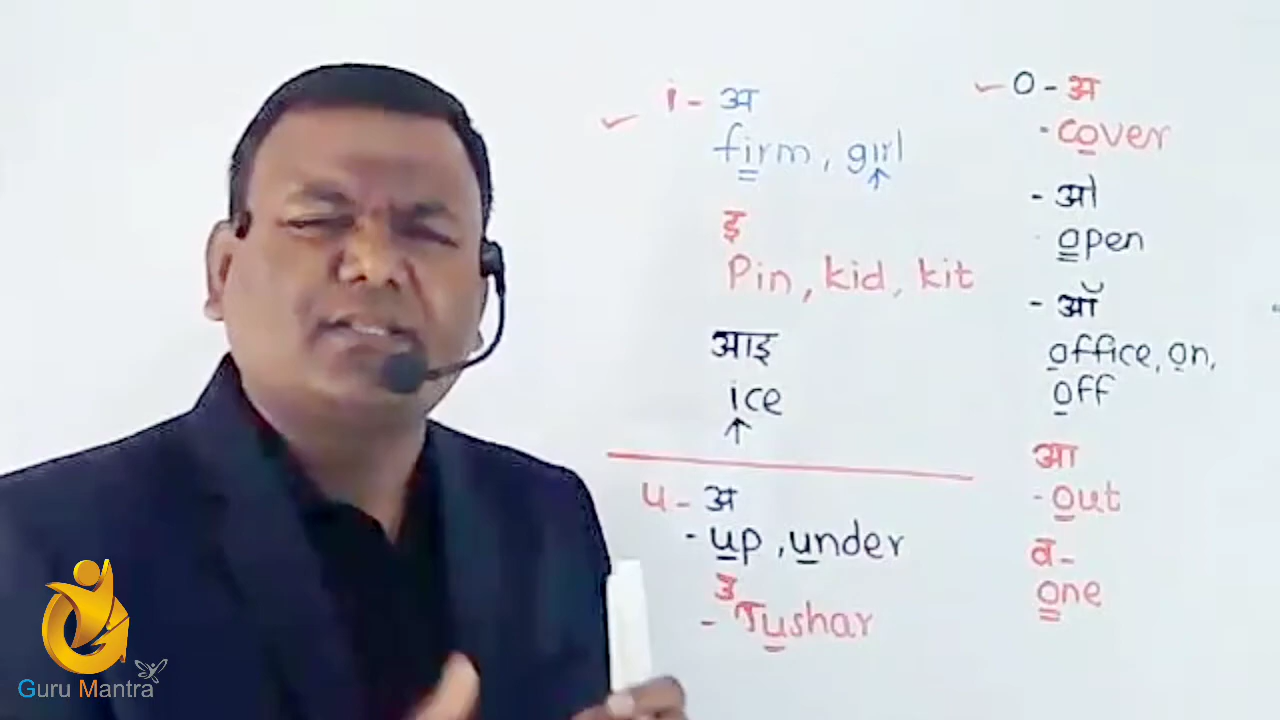 i - अ
firm, girl
इ
Pin, kid, kit
आइ
ice
u - अ
- up, under
उ
- Tushar
o - अ
- cover
- ओ
open
- ऑ
office, on,
off
आ
- out
व -
one
Guru Mantra